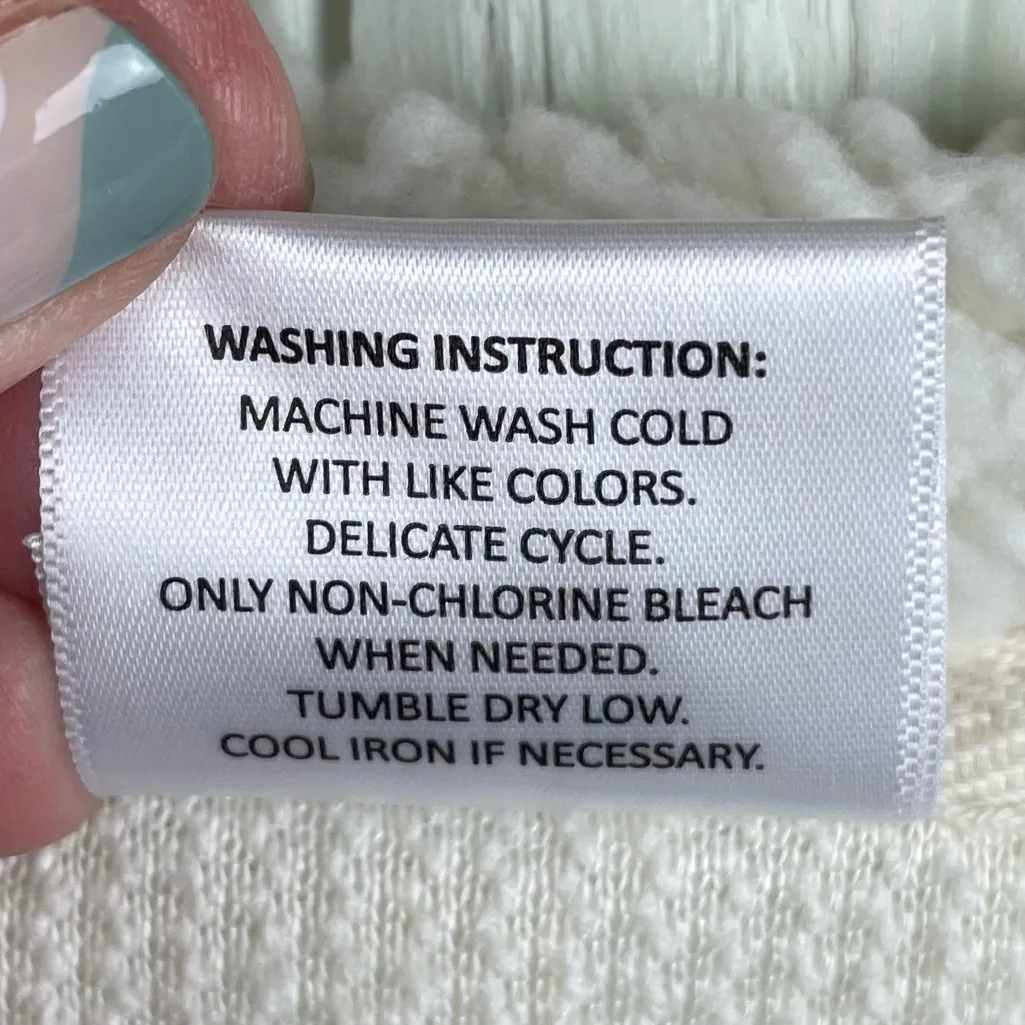 WASHING INSTRUCTION:
MACHINE WASH COLD
WITH LIKE COLORS.
DELICATE CYCLE.
ONLY NON-CHLORINE BLEACH
WHEN NEEDED.
TUMBLE DRY LOW.
COOL IRON IF NECESSARY.